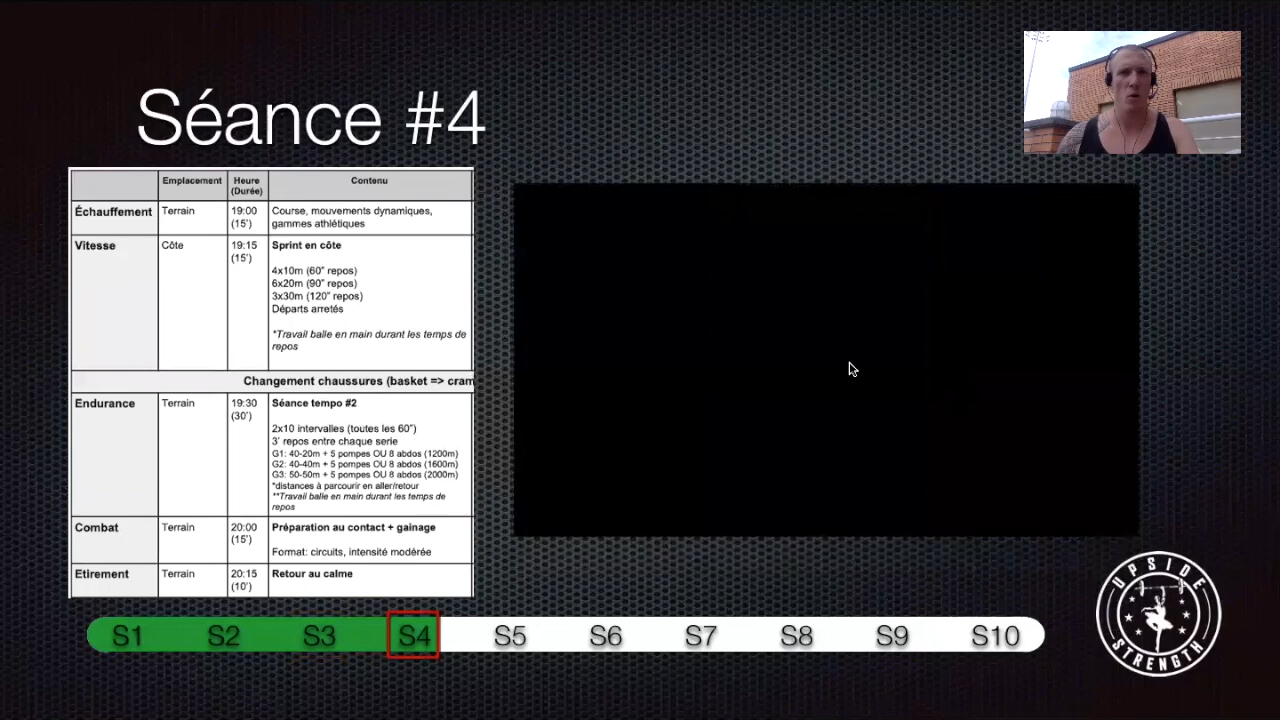 Séance #4
Emplacement
Heure
(Durée)
Contenu
Échauffement
Terrain
19:00
(15')
Course, mouvements dynamiques,
gammes athlétiques
Vitesse
Côte
19:15
(15')
Sprint en côte
4x10m (60" repos)
6x20m (90" repos)
3x30m (120" repos)
Départs arretés
*Travail balle en main durant les temps de
repos
Changement chaussures (basket => cram
Endurance
Terrain
19:30
(30')
Séance tempo #2
2x10 intervalles (toutes les 60")
3' repos entre chaque serie
G1: 40-20m + 5 pompes OU 8 abdos (1200m)
G2: 40-40m + 5 pompes OU 8 abdos (1600m)
G3: 50-50m + 5 pompes OU 8 abdos (2000m)
*distances à parcourir en aller/retour
**Travail balle en main durant les temps de
repos
Combat
Terrain
20:00
(15')
Préparation au contact + gainage
Format: circuits, intensité modérée
Etirement
Terrain
20:15
(10')
Retour au calme
S1 S2 S3 S4 S5 S6 S7 S8 S9 S10
UPSIDE
STRENGTH